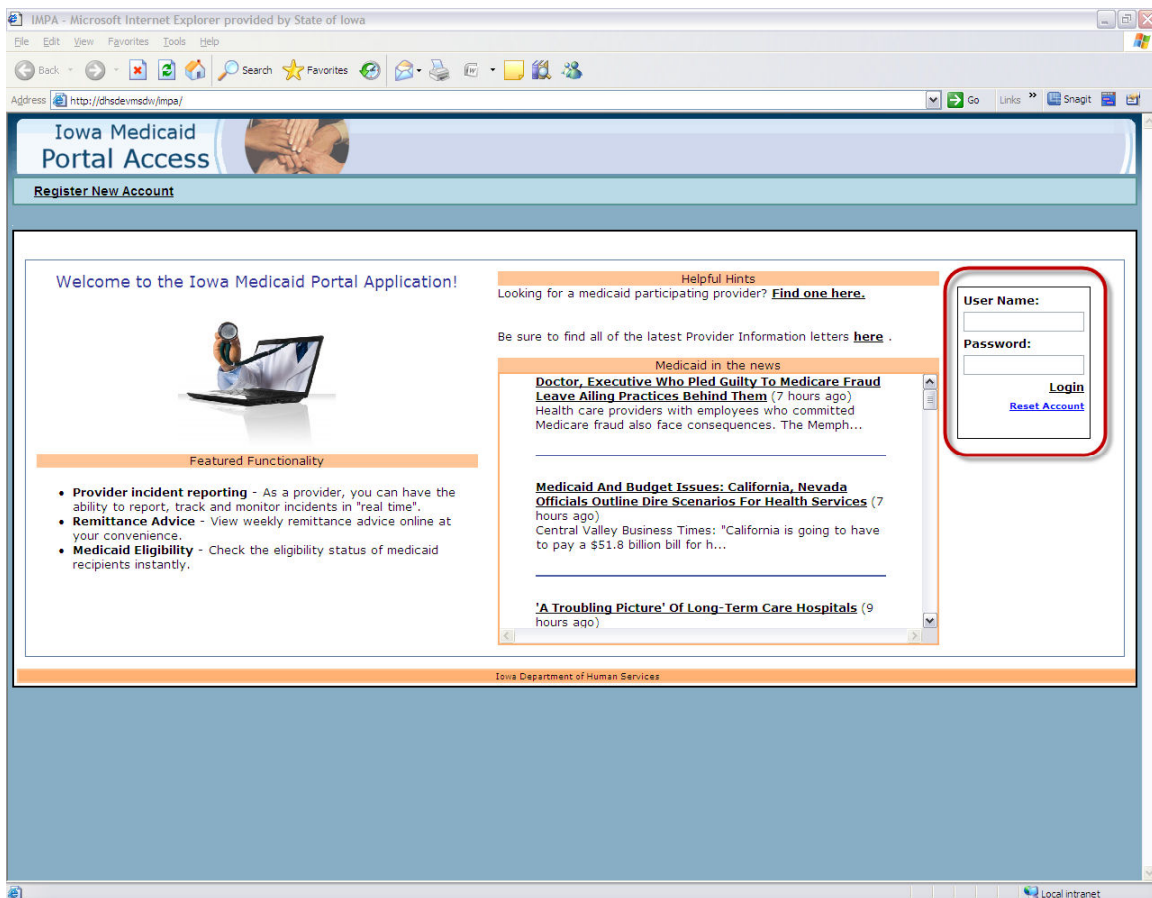 IMPA - Microsoft Internet Explorer provided by State of Iowa
File Edit View Favorites Tools Help
Back Search Favorites
Address http://dhsdevmsdw/impa/ Go Links » Snagit
Iowa Medicaid
Portal Access
Register New Account
Welcome to the Iowa Medicaid Portal Application!
Featured Functionality
• Provider incident reporting - As a provider, you can have the
ability to report, track and monitor incidents in "real time".
• Remittance Advice - View weekly remittance advice online at
your convenience.
• Medicaid Eligibility - Check the eligibility status of medicaid
recipients instantly.
Helpful Hints
Looking for a medicaid participating provider? Find one here.
Be sure to find all of the latest Provider Information letters here .
Medicaid in the news
Doctor, Executive Who Pled Guilty To Medicare Fraud
Leave Ailing Practices Behind Them (7 hours ago)
Health care providers with employees who committed
Medicare fraud also face consequences. The Memph...
Medicaid And Budget Issues: California, Nevada
Officials Outline Dire Scenarios For Health Services (7
hours ago)
Central Valley Business Times: "California is going to have
to pay a $51.8 billion bill for h...
'A Troubling Picture' Of Long-Term Care Hospitals (9
hours ago)
User Name:
Password:
Login
Reset Account
Iowa Department of Human Services
Local intranet